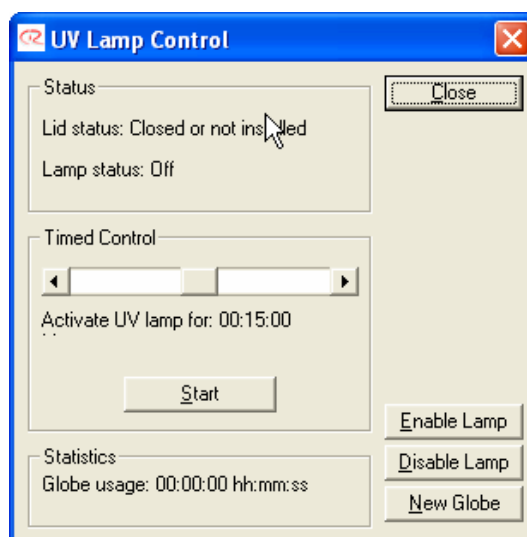 UV Lamp Control
Status
Lid status: Closed or not installed
Lamp status: Off
Close
Timed Control
Activate UV lamp for: 00:15:00
Start
Enable Lamp
Disable Lamp
New Globe
Statistics
Globe usage: 00:00:00 hh:mm:ss